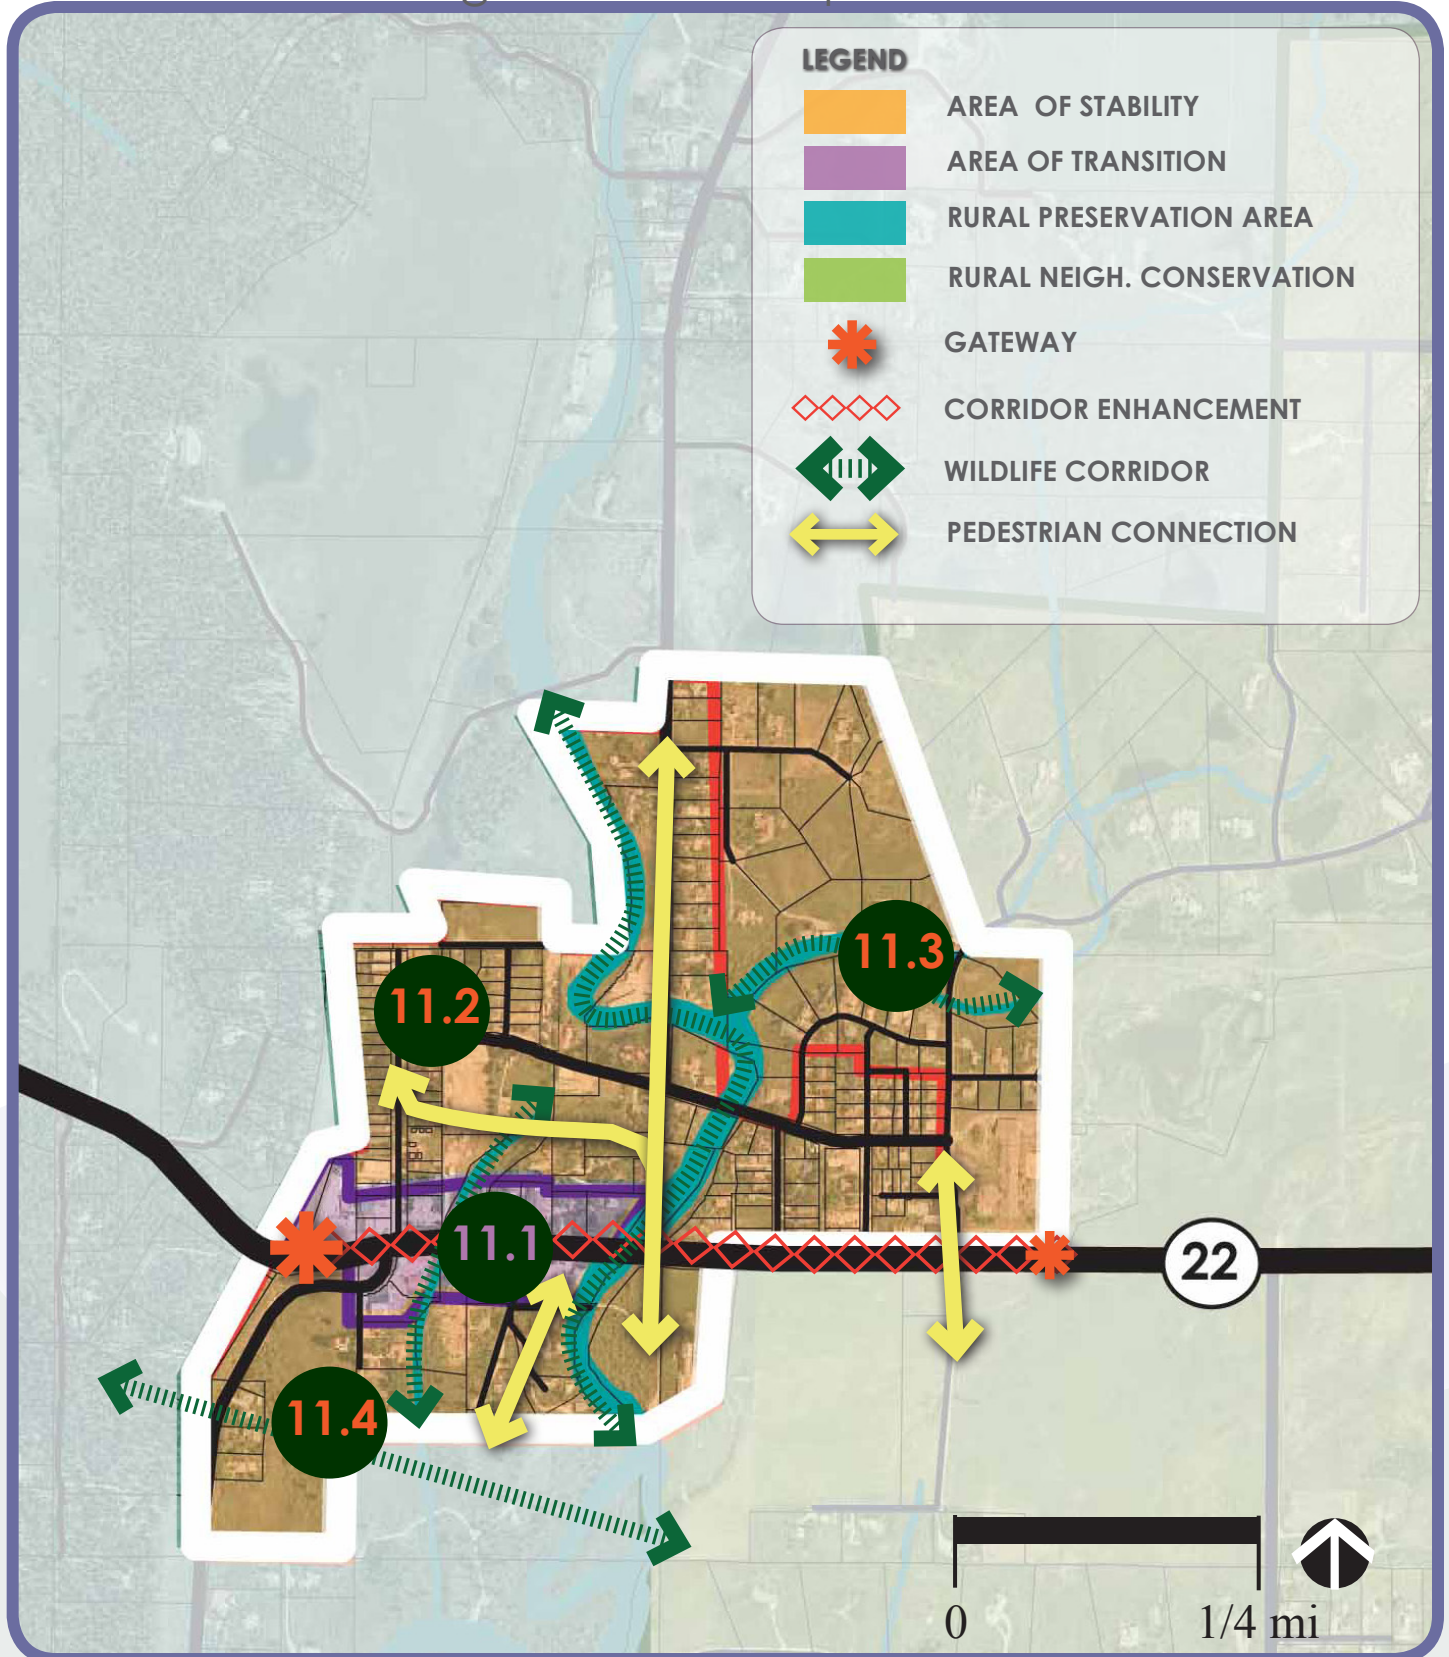 LEGEND
AREA OF STABILITY
AREA OF TRANSITION
RURAL PRESERVATION AREA
RURAL NEIGH. CONSERVATION
GATEWAY
CORRIDOR ENHANCEMENT
WILDLIFE CORRIDOR
PEDESTRIAN CONNECTION
11.3
11.2
11.1
22
11.4
0
1/4 mi